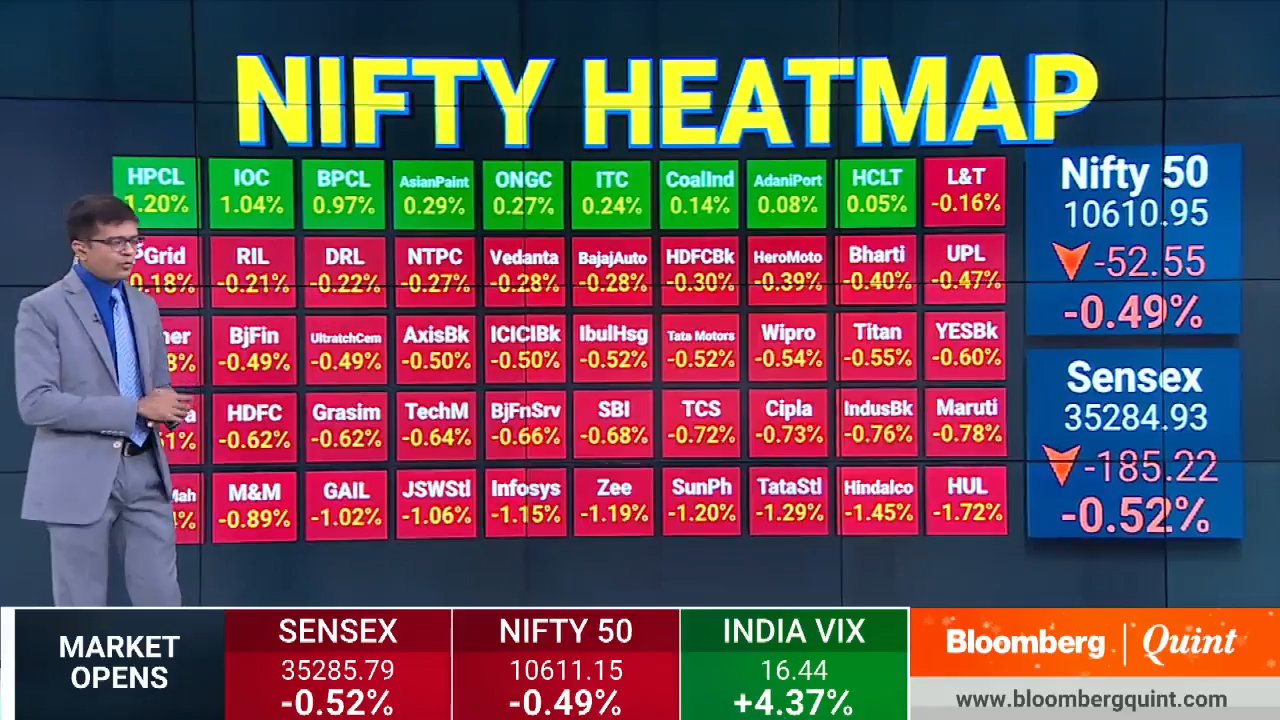 NIFTY HEATMAP
HPCL IOC BPCL AsianPaint ONGC ITC CoalInd AdaniPort HCLT L&T
1.20% 1.04% 0.97% 0.29% 0.27% 0.24% 0.14% 0.08% 0.05% -0.16%
PGrid RIL DRL NTPC Vedanta BajajAuto HDFCBk HeroMoto Bharti UPL
0.18% -0.21% -0.22% -0.27% -0.28% -0.28% -0.30% -0.39% -0.40% -0.47%
BjFin UltratchCem AxisBk ICICIBk IbulHsg Tata Motors Wipro Titan YESBk
-0.49% -0.49% -0.50% -0.50% -0.52% -0.52% -0.54% -0.55% -0.60%
HDFC Grasim TechM BjFnSrv SBI TCS Cipla IndusBk Maruti
-0.62% -0.62% -0.64% -0.66% -0.68% -0.72% -0.73% -0.76% -0.78%
Mah M&M GAIL JSWStl Infosys Zee SunPh TataStl Hindalco HUL
-0.89% -1.02% -1.06% -1.15% -1.19% -1.20% -1.29% -1.45% -1.72%
Nifty 50
10610.95
-52.55
-0.49%
Sensex
35284.93
-185.22
-0.52%
MARKET
OPENS
SENSEX
35285.79
-0.52%
NIFTY 50
10611.15
-0.49%
INDIA VIX
16.44
+4.37%
Bloomberg | Quint
www.bloombergquint.com